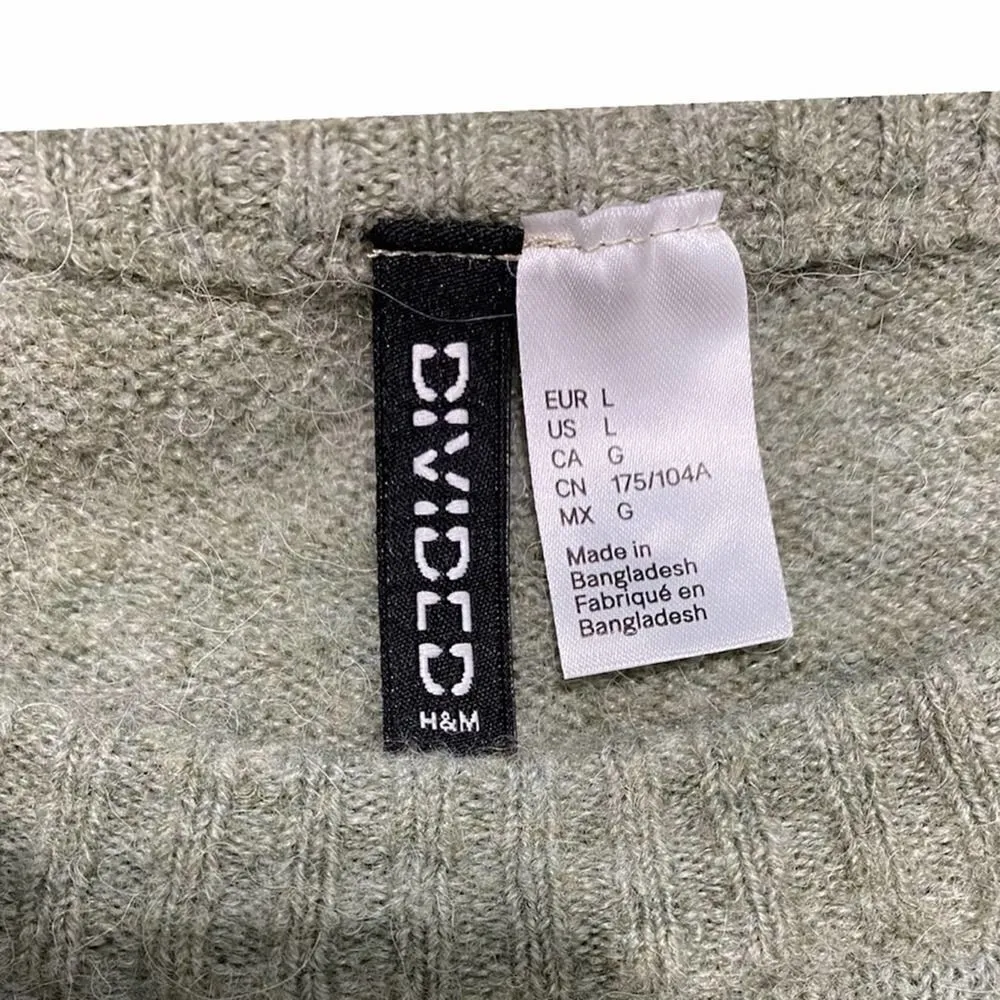 DIVIDED
H&M
EUR L
US L
CA G
CN 175/104A
MX G
Made in
Bangladesh
Fabriqué en
Bangladesh